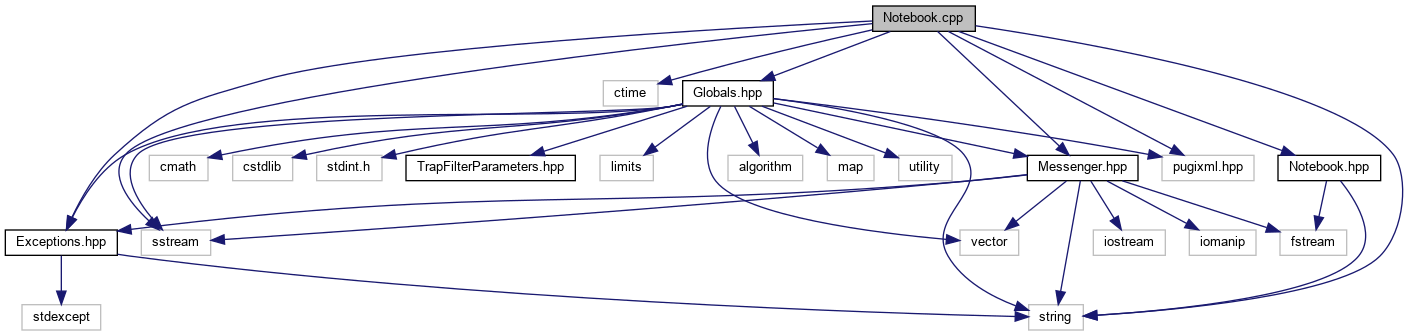 Notebook.cpp
ctime
Globals.hpp
cmath
cstdlib
stdint.h
TrapFilterParameters.hpp
limits
algorithm
map
utility
Messenger.hpp
pugixml.hpp
Notebook.hpp
Exceptions.hpp
sstream
vector
iostream
iomanip
fstream
stdexcept
string